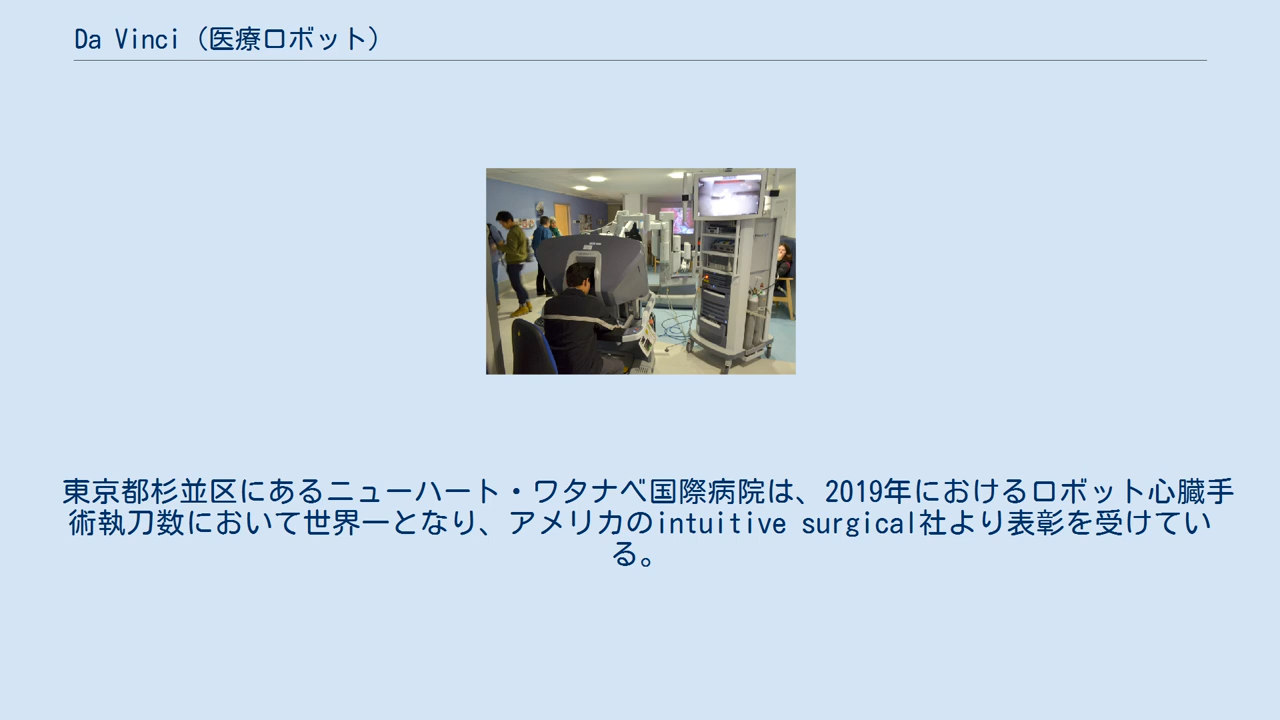 Da Vinci（医療ロボット）
東京都杉並区にあるニューハート・ワタナベ国際病院は、2019年におけるロボット心臓手
術執刀数において世界一となり、アメリカのintuitive surgical社より表彰を受けてい
る。